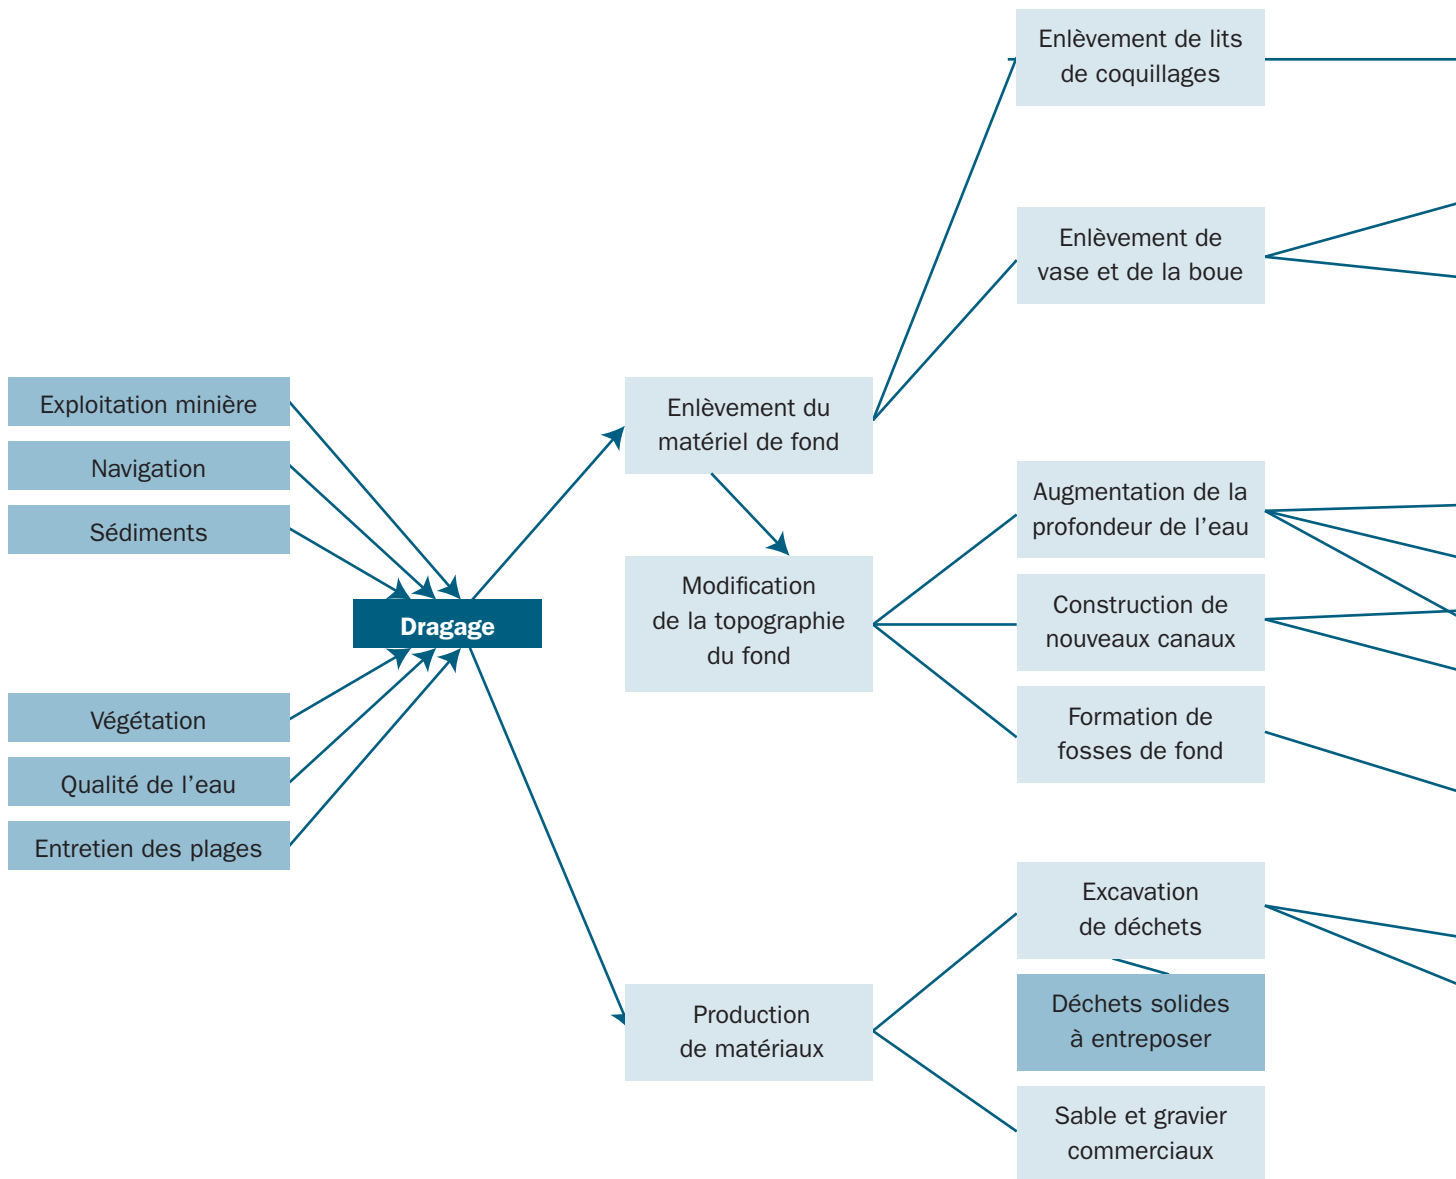 Enlèvement de lits
de coquillages
Enlèvement de
vase et de la boue
Exploitation minière
Navigation
Sédiments
Dragage
Végétation
Qualité de l’eau
Entretien des plages
Enlèvement du
matériel de fond
Modification
de la topographie
du fond
Augmentation de la
profondeur de l’eau
Construction de
nouveaux canaux
Formation de
fosses de fond
Production
de matériaux
Excavation
de déchets
Déchets solides
à entreposer
Sable et gravier
commerciaux